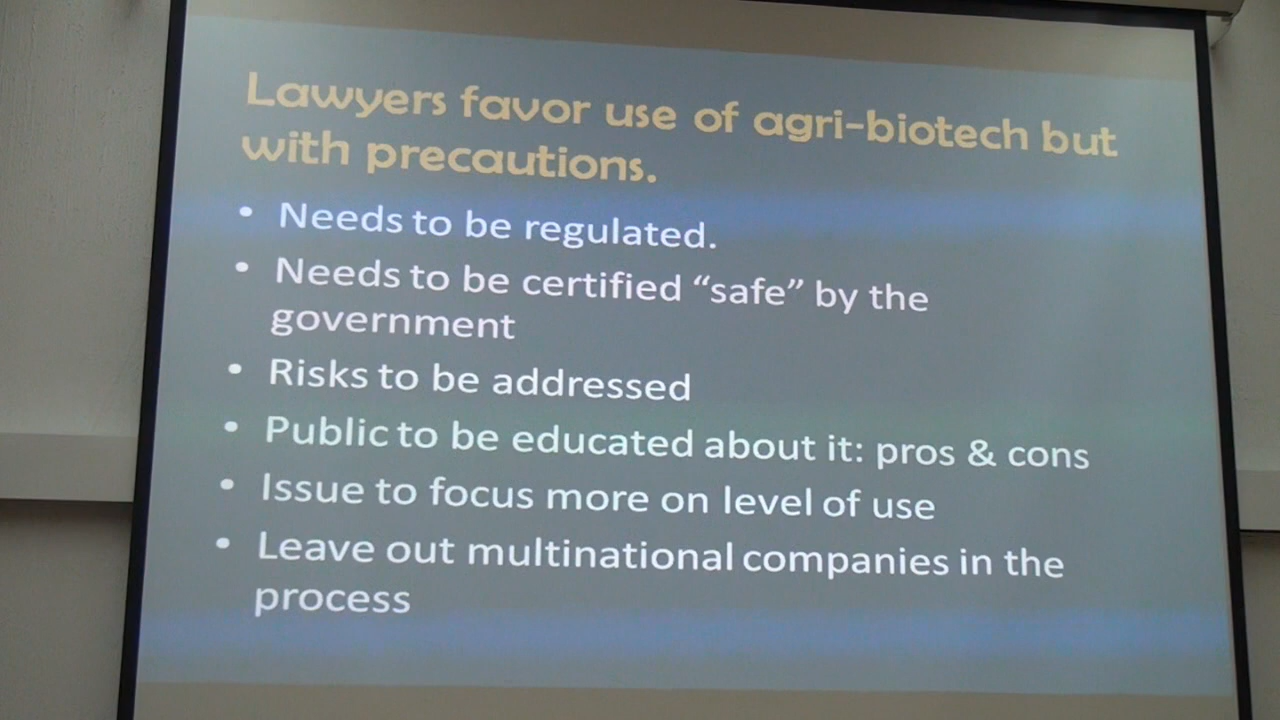 Lawyers favor use of agri-biotech but
with precautions.
• Needs to be regulated.
• Needs to be certified “safe” by the
government
• Risks to be addressed
• Public to be educated about it: pros & cons
• Issue to focus more on level of use
• Leave out multinational companies in the
process